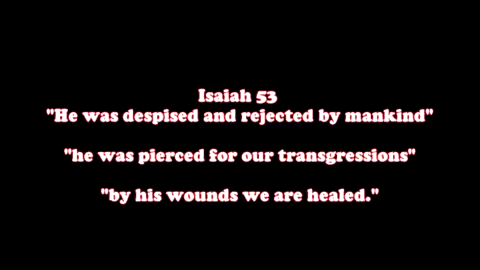 Isaiah 53
"He was despised and rejected by mankind"
"he was pierced for our transgressions"
"by his wounds we are healed."